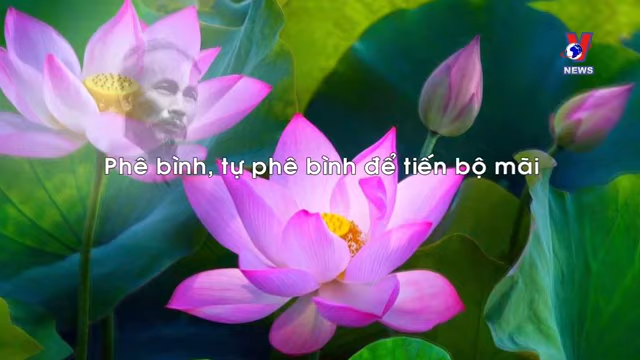 V
NEWS
Phê bình, tự phê bình để tiến bộ mãi